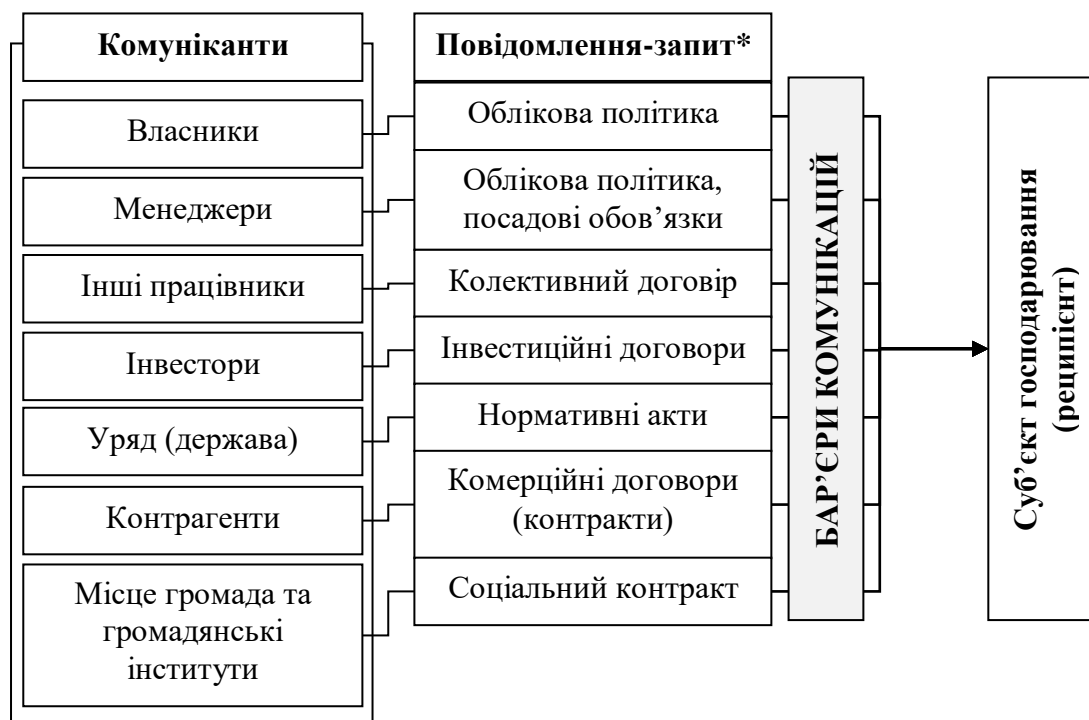 Комуніканти
Повідомлення-запит*
Власники
Облікова політика
Менеджери
Облікова політика,
посадові обов’язки
Інші працівники
Колективний договір
Інвестори
Інвестиційні договори
Уряд (держава)
Нормативні акти
Контрагенти
Комерційні договори
(контракти)
Місце громада та
громадянські
інститути
Соціальний контракт
БАР’ЄРИ КОМУНІКАЦІЙ
Суб’єкт господарювання
(реципієнт)